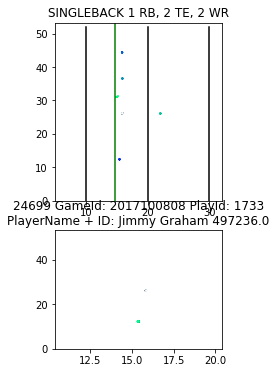 SINGLEBACK 1 RB, 2 TE, 2 WR
50
40
30
20
10
0
10 20 30
24699 GameId: 2017100808 PlayId: 1733
PlayerName + ID: Jimmy Graham 497236.0
40
20
0
12.5 15.0 17.5 20.0